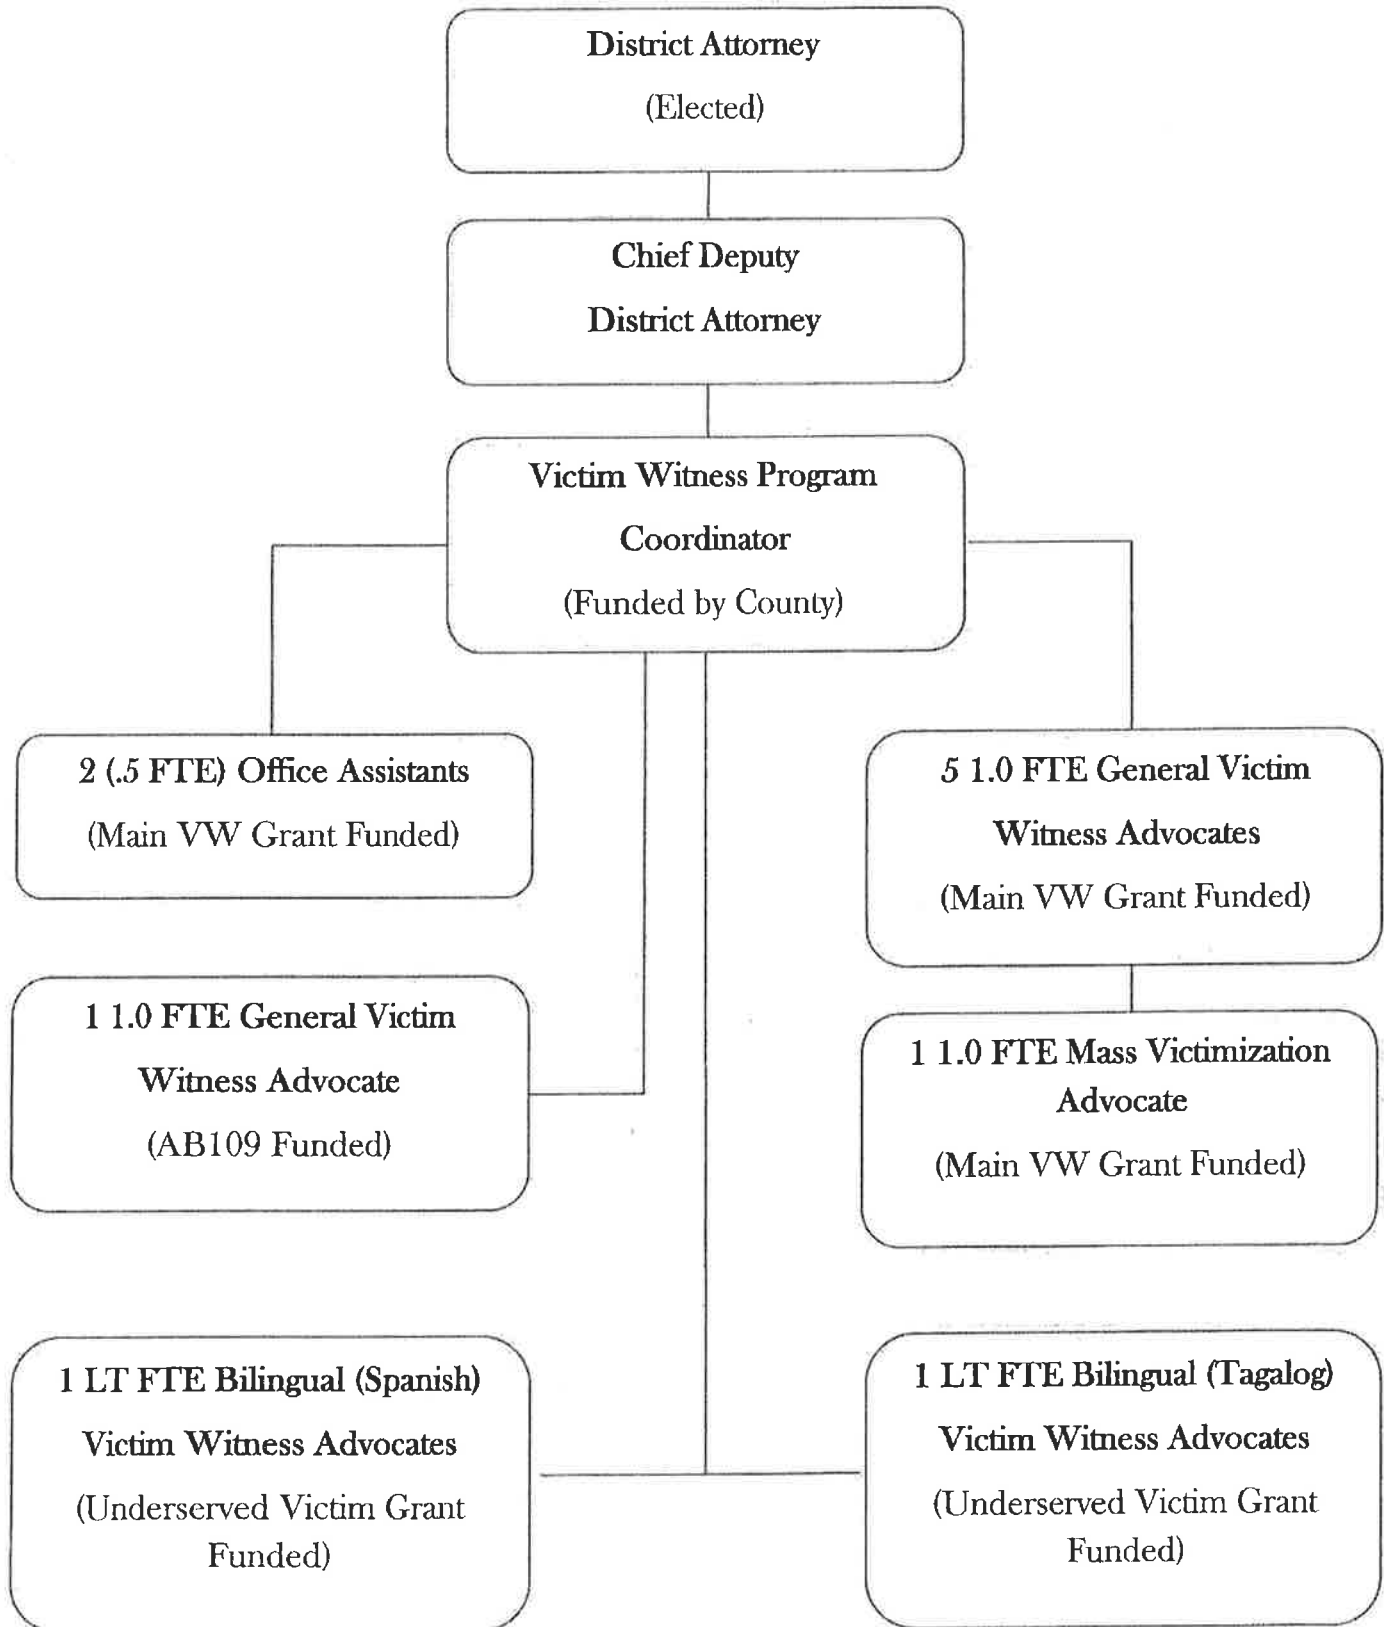 District Attorney
(Elected)
Chief Deputy
District Attorney
Victim Witness Program
Coordinator
(Funded by County)
2 (.5 FTE) Office Assistants
(Main VW Grant Funded)
5 1.0 FTE General Victim
Witness Advocates
(Main VW Grant Funded)
1 1.0 FTE General Victim
Witness Advocate
(AB109 Funded)
1 1.0 FTE Mass Victimization
Advocate
(Main VW Grant Funded)
1 LT FTE Bilingual (Spanish)
Victim Witness Advocates
(Underserved Victim Grant
Funded)
1 LT FTE Bilingual (Tagalog)
Victim Witness Advocates
(Underserved Victim Grant
Funded)